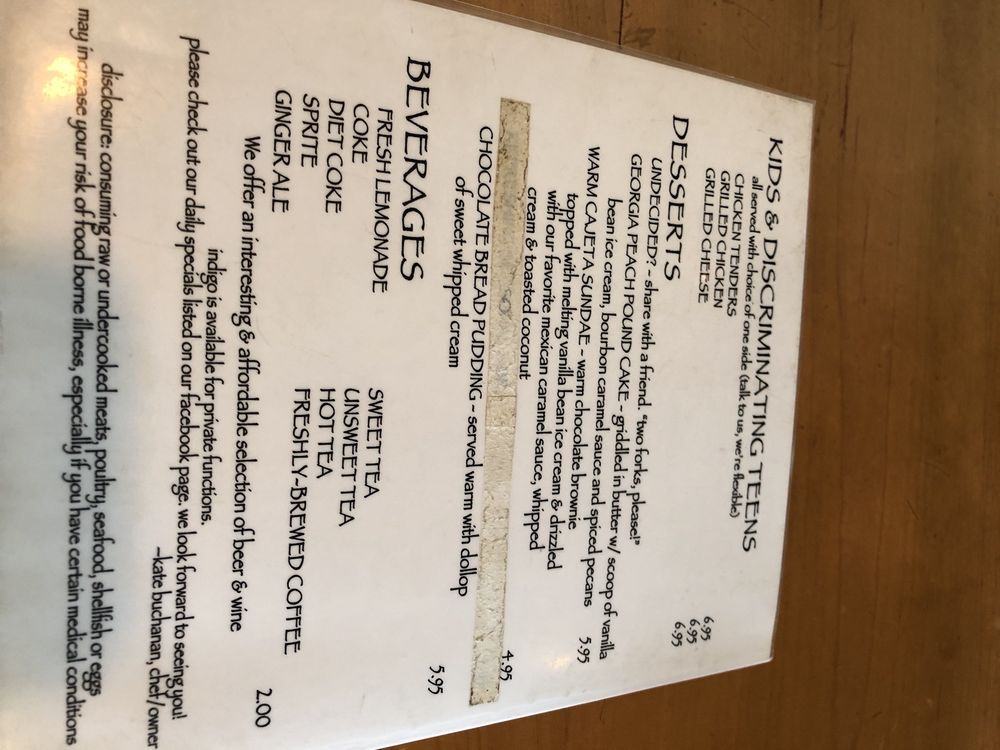 KIDS & DISCRIMINATING TEENS
all served with choice of one side (talk to us, we're flexible)
CHICKEN TENDERS 6.95
GRILLED CHICKEN 6.95
GRILLED CHEESE 6.95
DESSERTS
UNDECIDED? ~ share with a friend. "two forks, please!"
GEORGIA PEACH POUND CAKE ~ griddled in butter w/ scoop of vanilla
bean ice cream, bourbon caramel sauce and spiced pecans 5.95
WARM CAJETA SUNDAE ~ warm chocolate brownie
topped with melting vanilla bean ice cream & drizzled
with our favorite mexican caramel sauce, whipped
cream & toasted coconut 4.95
CHOCOLATE BREAD PUDDING ~ served warm with dollop
of sweet whipped cream 5.95
BEVERAGES
FRESH LEMONADE SWEET TEA
COKE UNSWEET TEA
DIET COKE HOT TEA
SPRITE FRESHLY-BREWED COFFEE
GINGER ALE 2.00
We offer an interesting & affordable selection of beer & wine
indigo is available for private functions.
please check out our daily specials listed on our facebook page. we look forward to seeing you!
~kate buchanan, chef/owner
disclosure: consuming raw or undercooked meats, poultry, seafood, shellfish or eggs
may increase your risk of food borne illness, especially if you have certain medical conditions